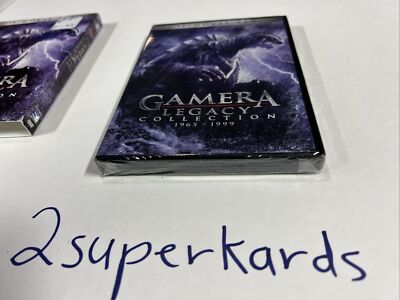 GAMERA
LEGACY
COLLECTION
1965 - 1999
2superkards